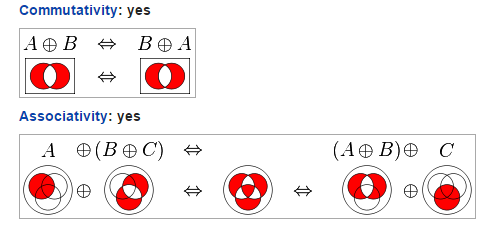 Commutativity: yes
A ⊕ B ⇔ B ⊕ A
⇔
Associativity: yes
A ⊕ (B ⊕ C) ⇔ (A ⊕ B) ⊕ C
⊕ ⇔ ⇔ ⊕